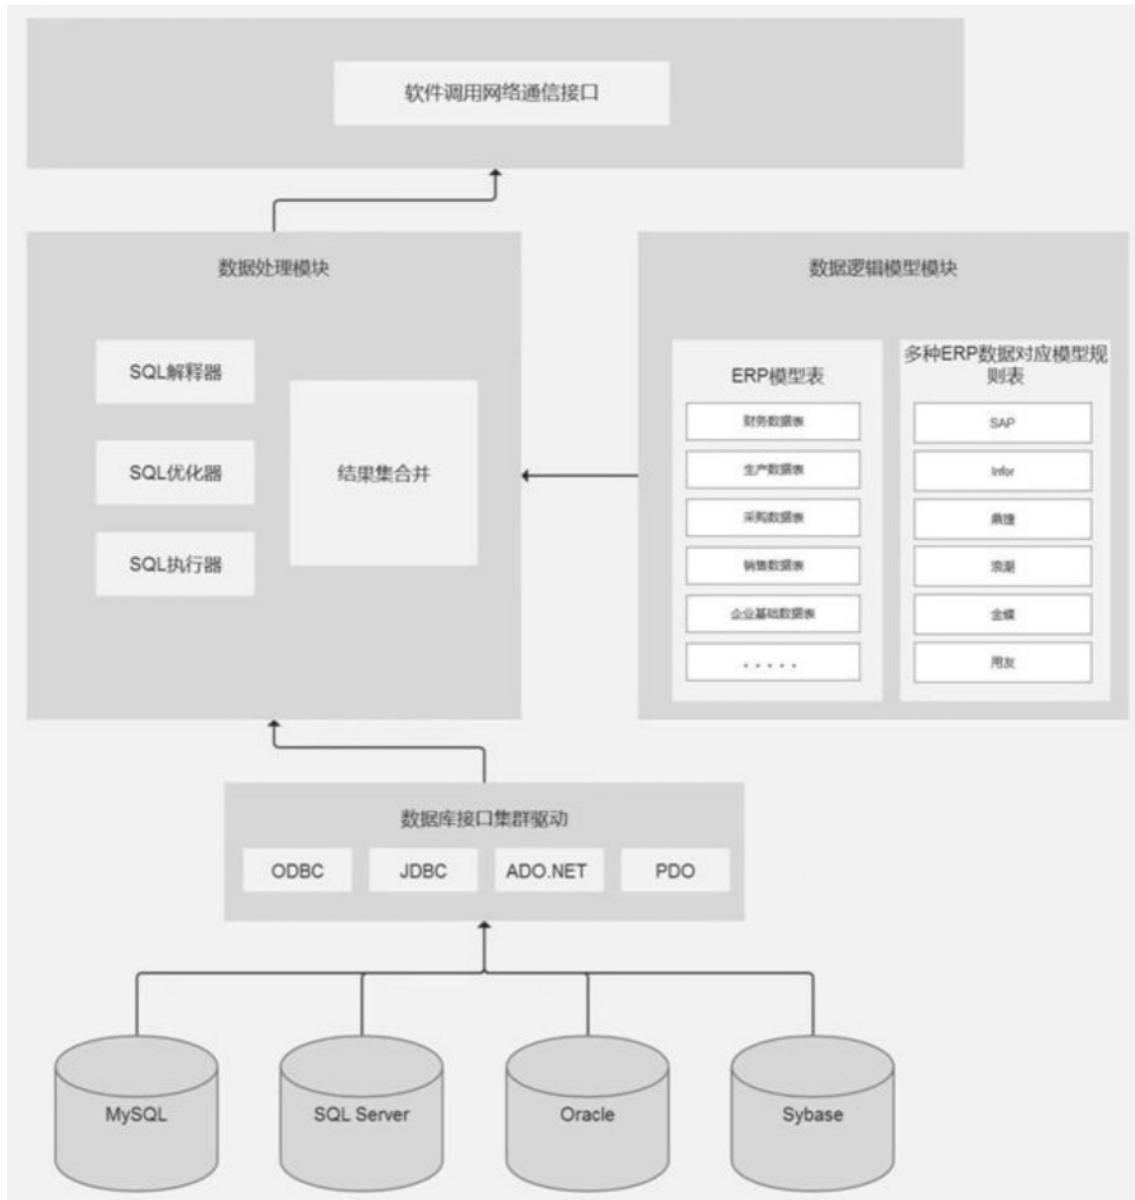 软件调用网络通信接口
数据处理模块
SQL解释器
SQL优化器
SQL执行器
结果集合并
数据逻辑模型模块
ERP模型表
财务数据表
生产数据表
采购数据表
销售数据表
企业基础数据表
.....
多种ERP数据对应模型规
则表
SAP
Infor
鼎捷
浪潮
金蝶
用友
数据库接口集群驱动
ODBC
JDBC
ADO.NET
PDO
MySQL
SQL Server
Oracle
Sybase